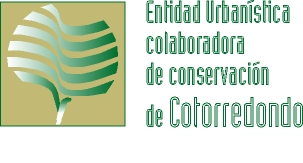 Entidad Urbanística
colaboradora
de conservación
de Cotorredondo